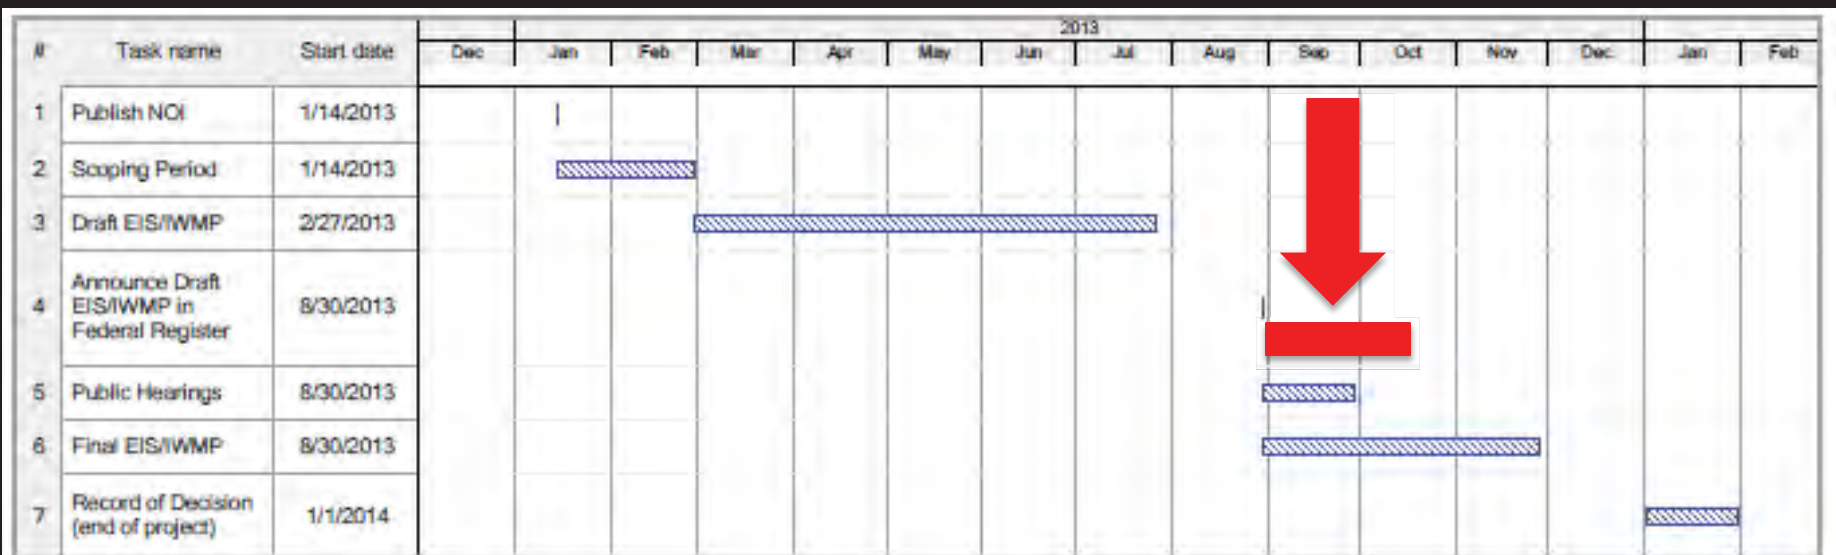 2013
# Task name Start date Dec Jan Feb Mar Apr May Jun Jul Aug Sep Oct Nov Dec Jan Feb
1 Publish NOI 1/14/2013
2 Scoping Period 1/14/2013
3 Draft EIS/IWMP 2/27/2013
Announce Draft
4 EIS/IWMP in 8/30/2013
Federal Register
5 Public Hearings 8/30/2013
6 Final EIS/IWMP 8/30/2013
Record of Decision
7 (end of project) 1/1/2014